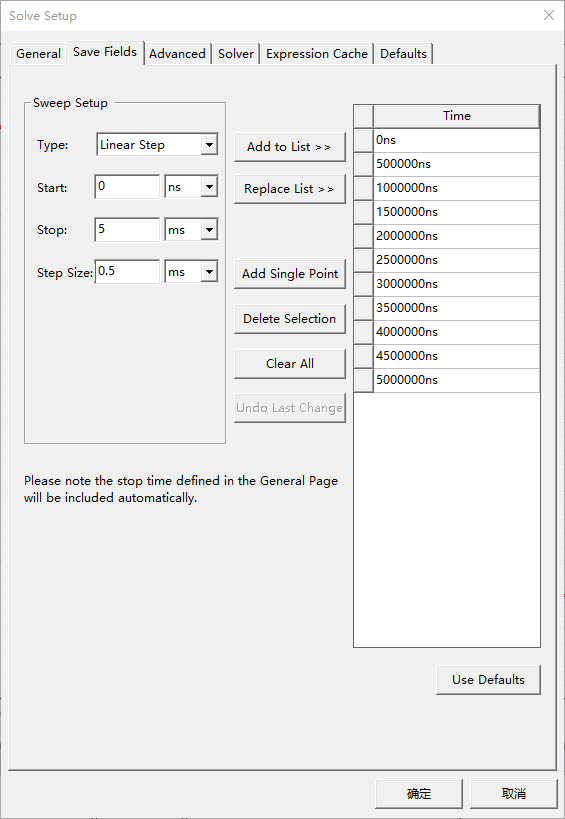 Solve Setup
General
Save Fields
Advanced
Solver
Expression Cache
Defaults
Sweep Setup
Type:
Linear Step
Start:
0
ns
Stop:
5
ms
Step Size:
0.5
ms
Add to List >>
Replace List >>
Add Single Point
Delete Selection
Clear All
Undo Last Change
Time
0ns
500000ns
1000000ns
1500000ns
2000000ns
2500000ns
3000000ns
3500000ns
4000000ns
4500000ns
5000000ns
Please note the stop time defined in the General Page
will be included automatically.
Use Defaults
确定
取消